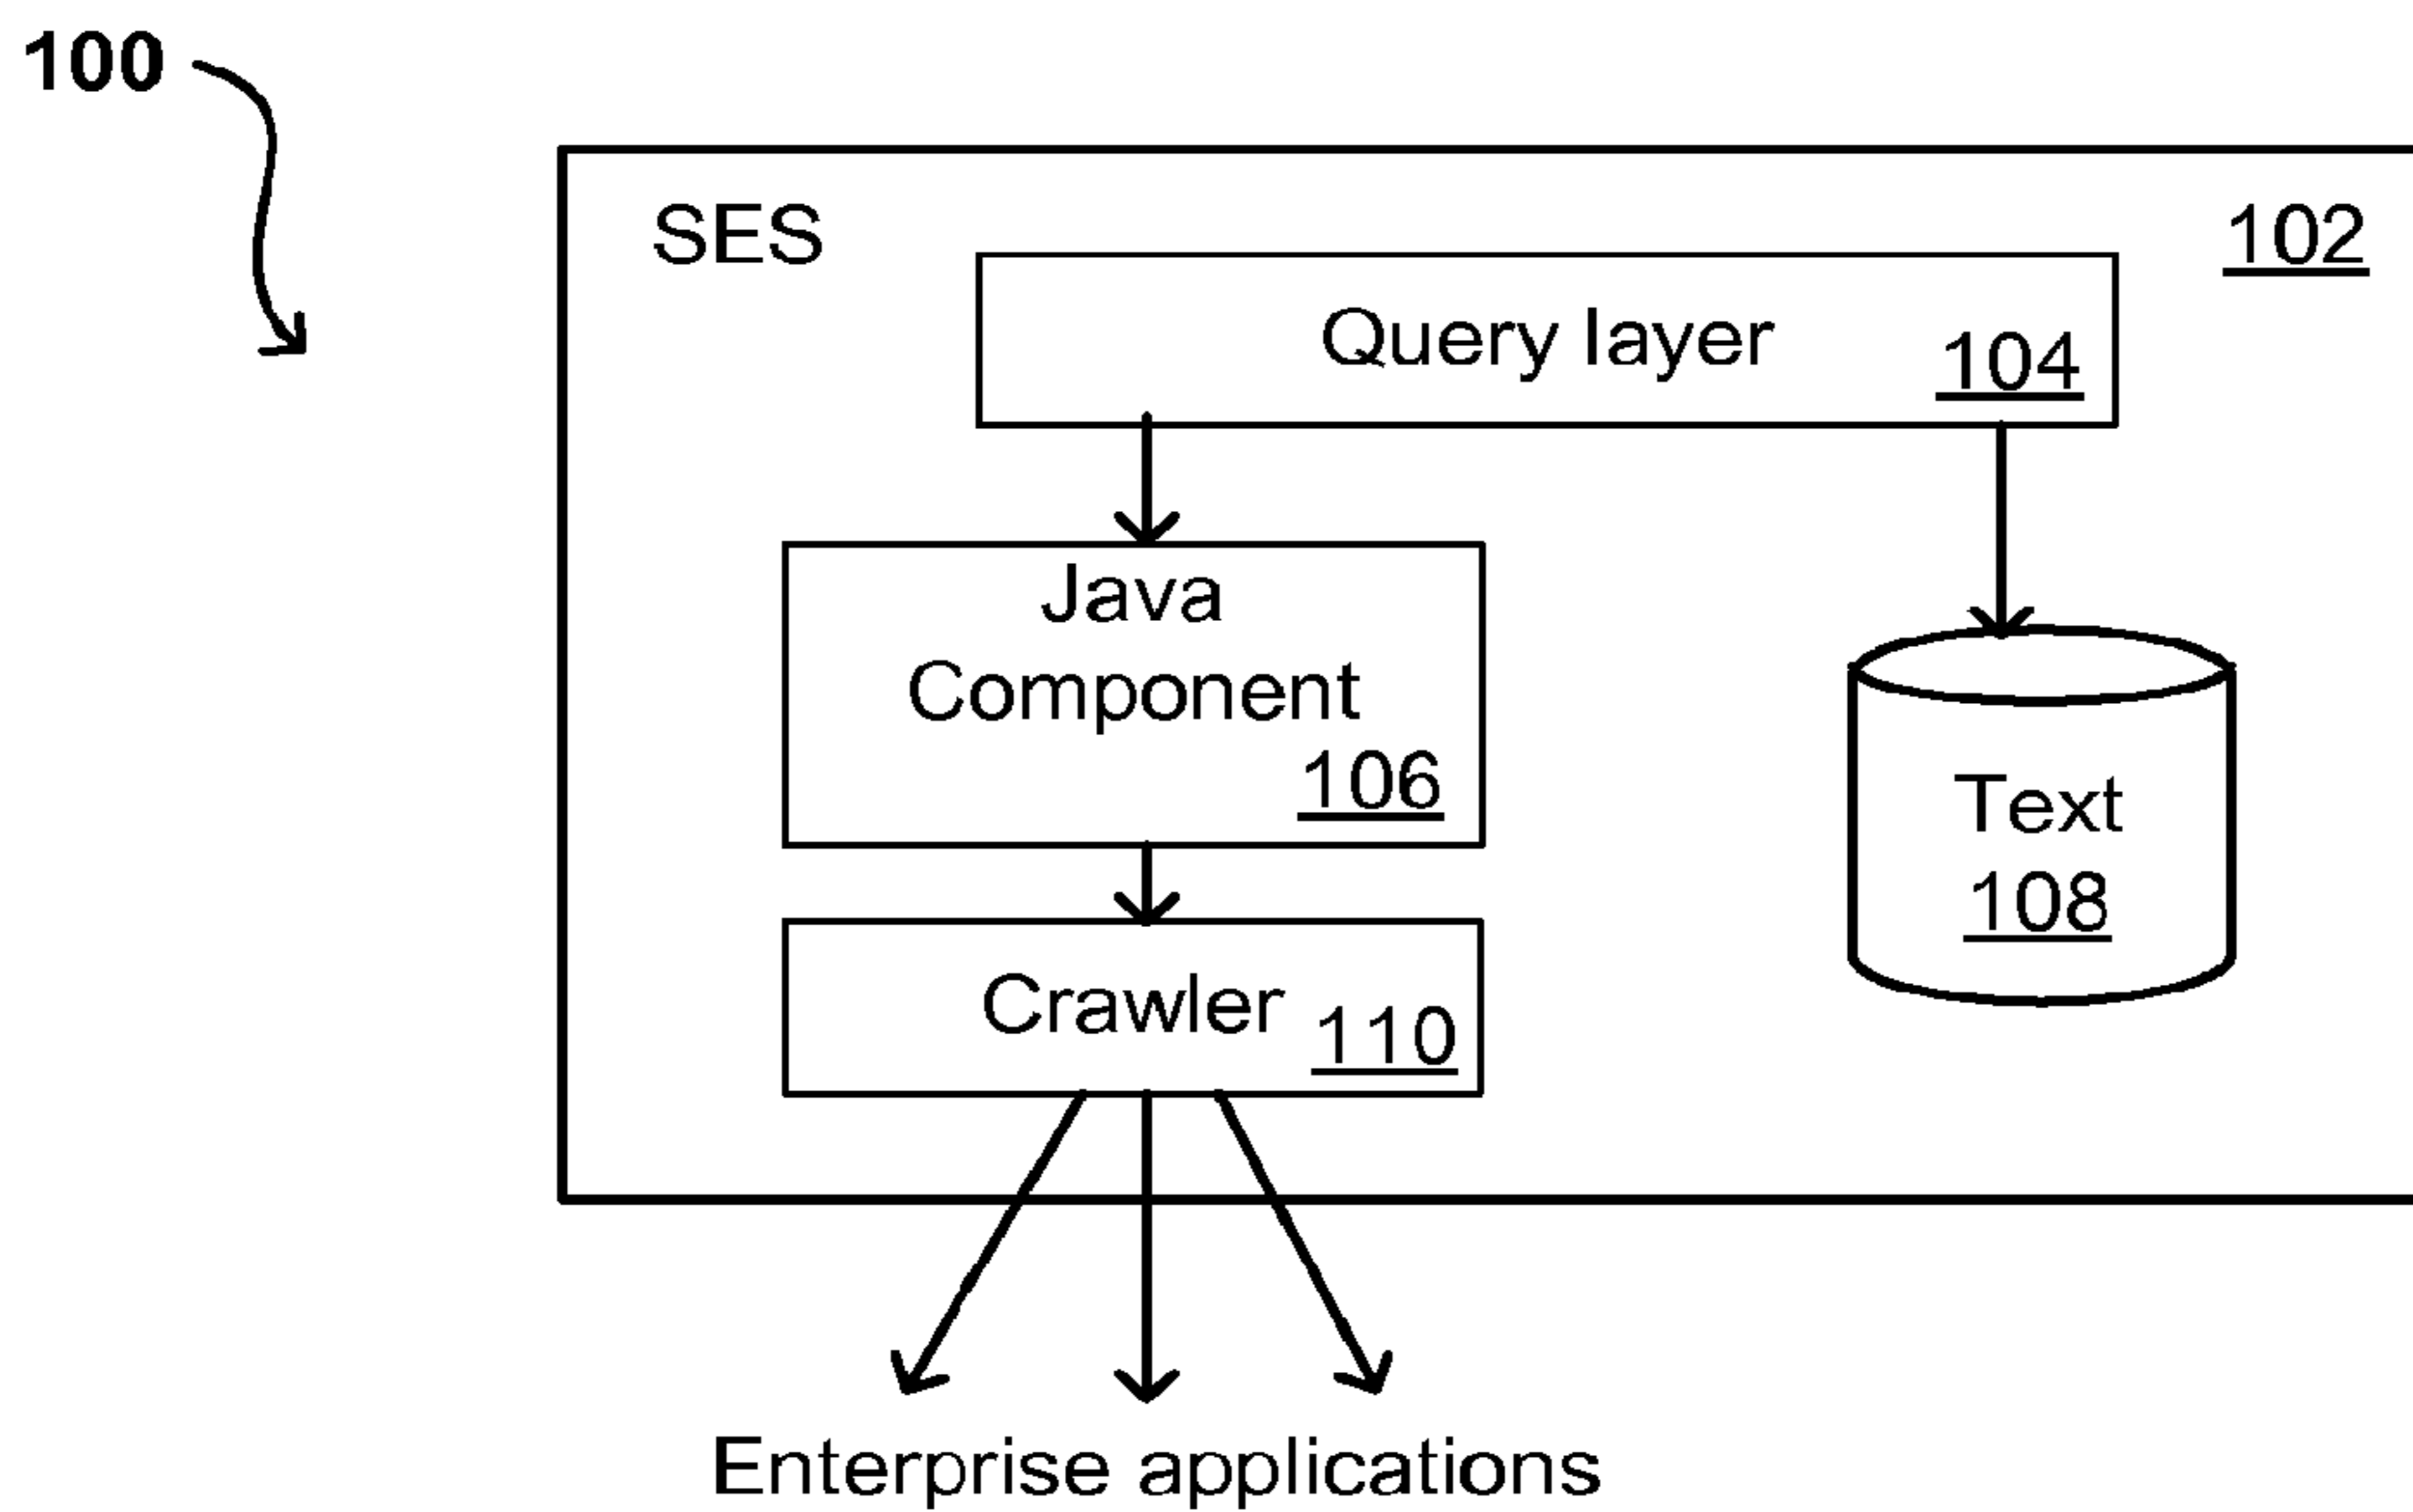 100
SES
102
Query layer
104
Java
Component
106
Text
108
Crawler
110
Enterprise applications